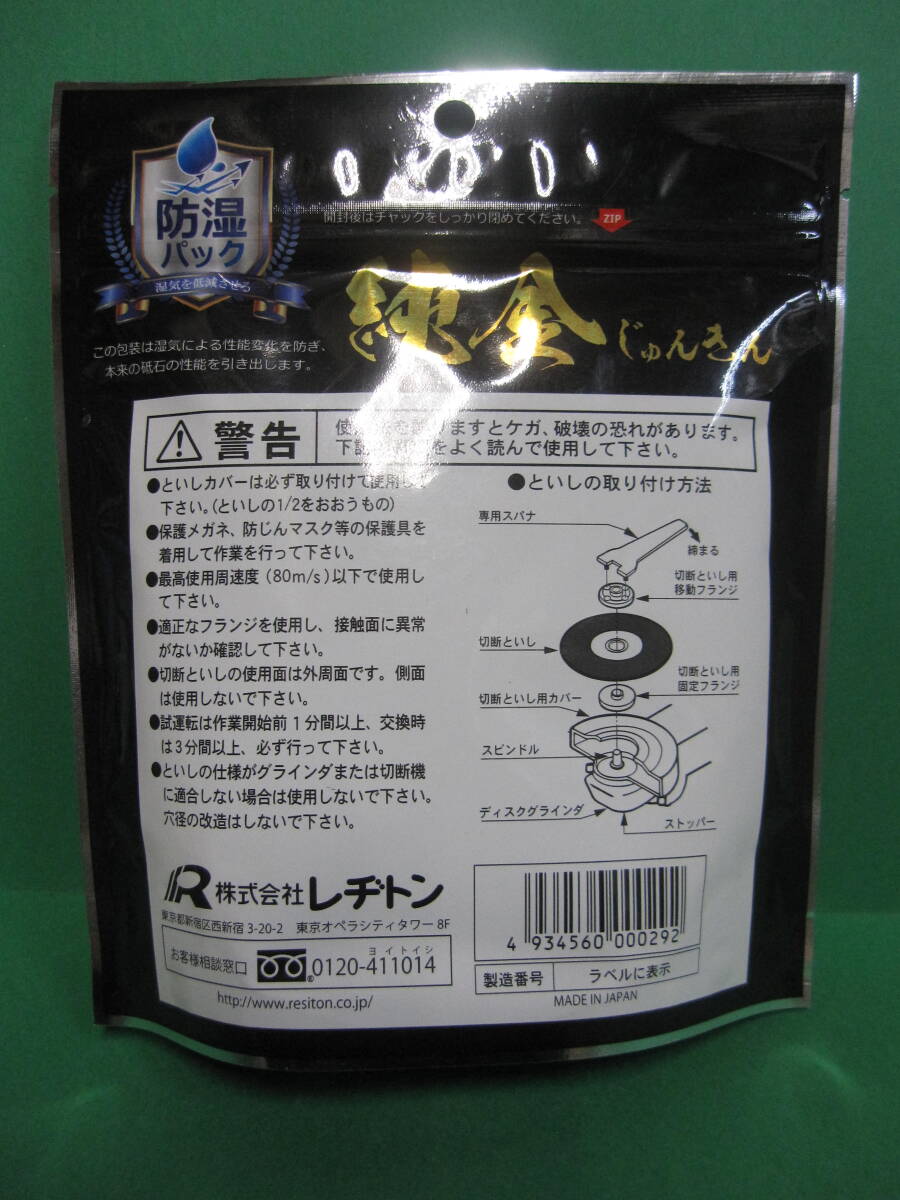 防湿
パック
湿気を低減させる
この包装は湿気による性能変化を防ぎ、
本来の砥石の性能を引き出します。
開封後はチャックをしっかり閉めてください。
ZIP
純金 じゅんきん
警告
使 りますとケガ、破壊の恐れがあります。
下記 をよく読んで使用して下さい。
●といしカバーは必ず取り付けて使用し
下さい。(といしの1/2をおおうもの)
●保護メガネ、防じんマスク等の保護具を
着用して作業を行って下さい。
●最高使用周速度(80m/s)以下で使用し
て下さい。
●適正なフランジを使用し、接触面に異常
がないか確認して下さい。
●切断といしの使用面は外周面です。側面
は使用しないで下さい。
●試運転は作業開始前1分間以上、交換時
は3分間以上、必ず行って下さい。
●といしの仕様がグラインダまたは切断機
に適合しない場合は使用しないで下さい。
穴径の改造はしないで下さい。
●といしの取り付け方法
専用スパナ
締まる
切断といし用
移動フランジ
切断といし
切断といし用
固定フランジ
切断といし用カバー
スピンドル
ディスクグラインダ
ストッパー
R 株式会社レヂトン
東京都新宿区西新宿 3-20-2 東京オペラシティタワー 8F
お客様相談窓口
ヨイトイシ
0120-411014
http://www.resiton.co.jp/
4 934560 000292
製造番号 ラベルに表示
MADE IN JAPAN